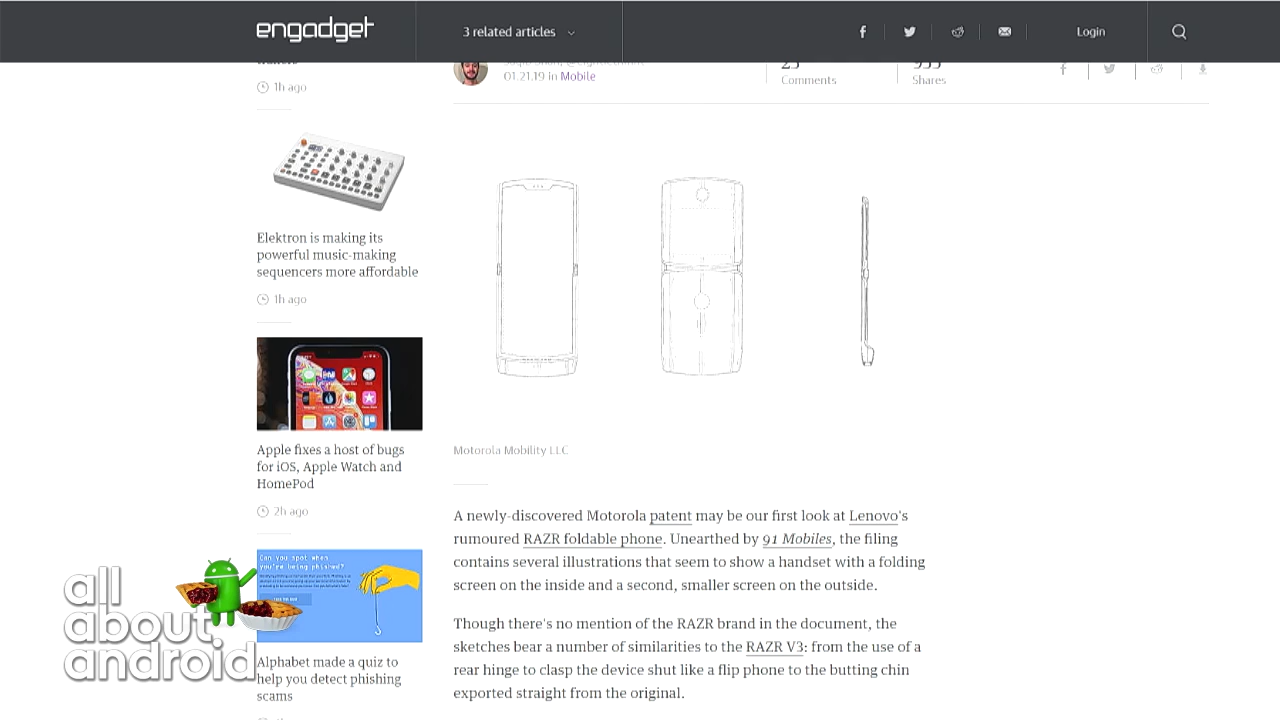 engadget
3 related articles
Login
1h ago
01.21.19 in Mobile
Comments
Shares
Elektron is making its
powerful music-making
sequencers more affordable
1h ago
Apple fixes a host of bugs
for iOS, Apple Watch and
HomePod
2h ago
Can you spot when
you're being phished?
Alphabet made a quiz to
help you detect phishing
scams
Motorola Mobility LLC
A newly-discovered Motorola patent may be our first look at Lenovo's
rumoured RAZR foldable phone. Unearthed by 91 Mobiles, the filing
contains several illustrations that seem to show a handset with a folding
screen on the inside and a second, smaller screen on the outside.
Though there's no mention of the RAZR brand in the document, the
sketches bear a number of similarities to the RAZR V3: from the use of a
rear hinge to clasp the device shut like a flip phone to the butting chin
exported straight from the original.
all
about
android